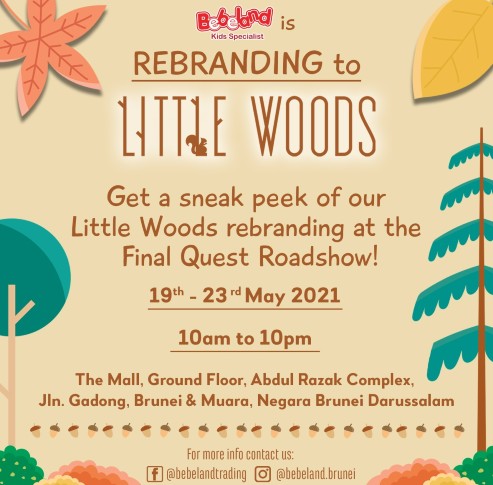 Bebeland is
Kids Specialist
REBRANDING to
LITTLE WOODS
Get a sneak peek of our
Little Woods rebranding at the
Final Quest Roadshow!
19th - 23rd May 2021
10am to 10pm
The Mall, Ground Floor, Abdul Razak Complex,
Jln. Gadong, Brunei & Muara, Negara Brunei Darussalam
For more info contact us:
@bebelandtrading @bebeland.brunei